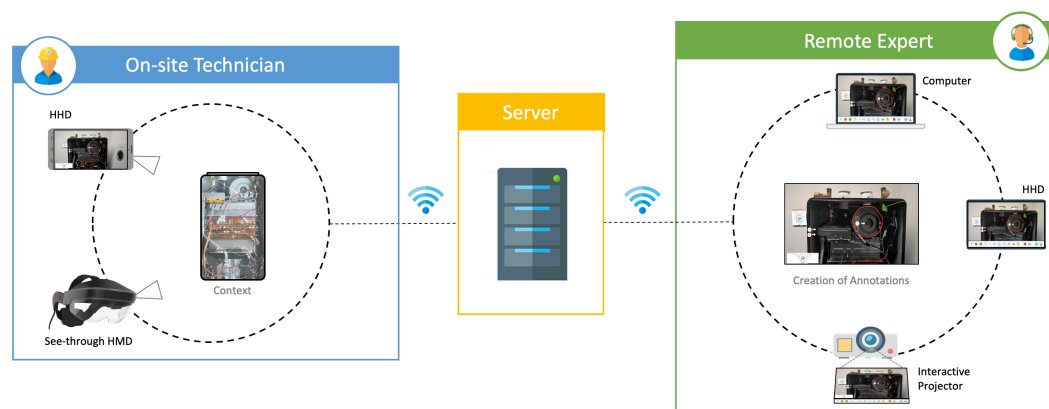 On-site Technician
HHD
Context
See-through HMD
Server
Remote Expert
Computer
HHD
Creation of Annotations
Interactive
Projector